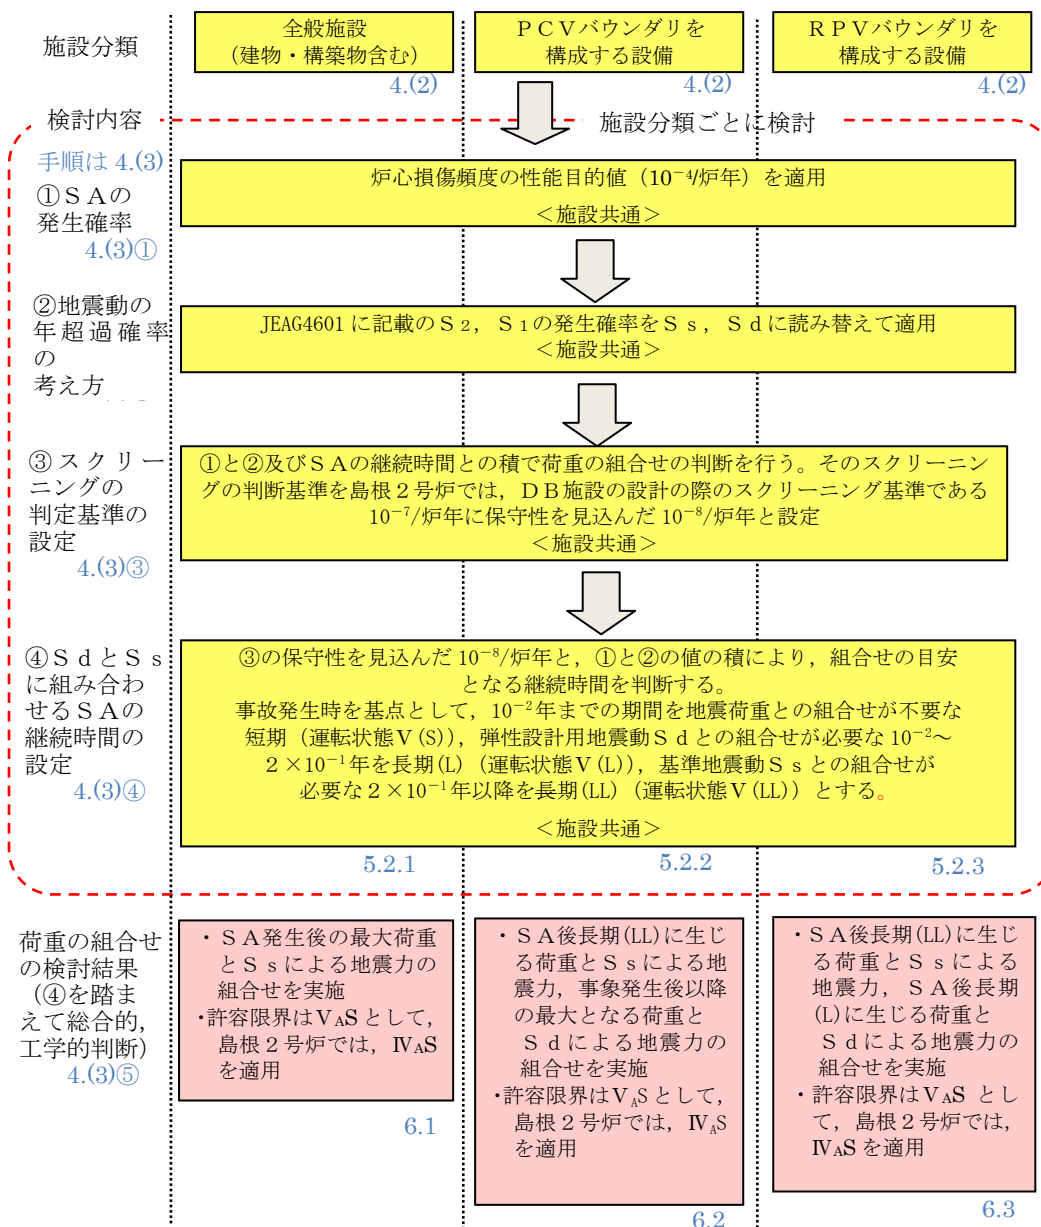 施設分類
全般施設
（建物・構築物含む）
4.(2)
ＰＣＶバウンダリを
構成する設備
4.(2)
ＲＰＶバウンダリを
構成する設備
4.(2)
検討内容
施設分類ごとに検討
手順は 4.(3)
①ＳＡの
発生確率
4.(3)①
炉心損傷頻度の性能目的値（10⁻⁴/炉年）を適用
＜施設共通＞
②地震動の
年超過確率
の
考え方
JEAG4601 に記載のＳ₂，Ｓ₁の発生確率をＳｓ，Ｓｄに読み替えて適用
＜施設共通＞
③スクリー
ニングの
判定基準の
設定
4.(3)③
①と②及びＳＡの継続時間との積で荷重の組合せの判断を行う。そのスクリーニン
グの判断基準を島根２号炉では，ＤＢ施設の設計の際のスクリーニング基準である
10⁻⁷/炉年に保守性を見込んだ 10⁻⁸/炉年と設定
＜施設共通＞
④ＳｄとＳｓ
に組み合わ
せるＳＡの
継続時間の
設定
4.(3)④
③の保守性を見込んだ 10⁻⁸/炉年と，①と②の値の積により，組合せの目安
となる継続時間を判断する。
事故発生時を基点として，10⁻²年までの期間を地震荷重との組合せが不要な
短期（運転状態Ⅴ(S)），弾性設計用地震動Ｓｄとの組合せが必要な 10⁻²～
２×10⁻¹年を長期(L)（運転状態Ⅴ(L)），基準地震動Ｓｓとの組合せが
必要な２×10⁻¹年以降を長期(LL)（運転状態Ⅴ(LL)）とする。
＜施設共通＞
5.2.1
5.2.2
5.2.3
荷重の組合せ
の検討結果
（④を踏ま
えて総合的，
工学的判断）
4.(3)⑤
・ＳＡ発生後の最大荷重
とＳｓによる地震力の
組合せを実施
・許容限界はⅤAS として，
島根２号炉では，ⅣAS
を適用
6.1
・ＳＡ後長期(LL)に生じ
る荷重とＳｓによる地
震力，事象発生後以降
の最大となる荷重と
Ｓｄによる地震力の
組合せを実施
・許容限界はⅤAS として，
島根２号炉では，ⅣAS
を適用
6.2
・ＳＡ後長期(LL)に生じ
る荷重とＳｓによる
地震力，ＳＡ後長期
(L)に生じる荷重と
Ｓｄによる地震力の
組合せを実施
・許容限界はⅤAS とし
て，島根２号炉では，
ⅣAS を適用
6.3